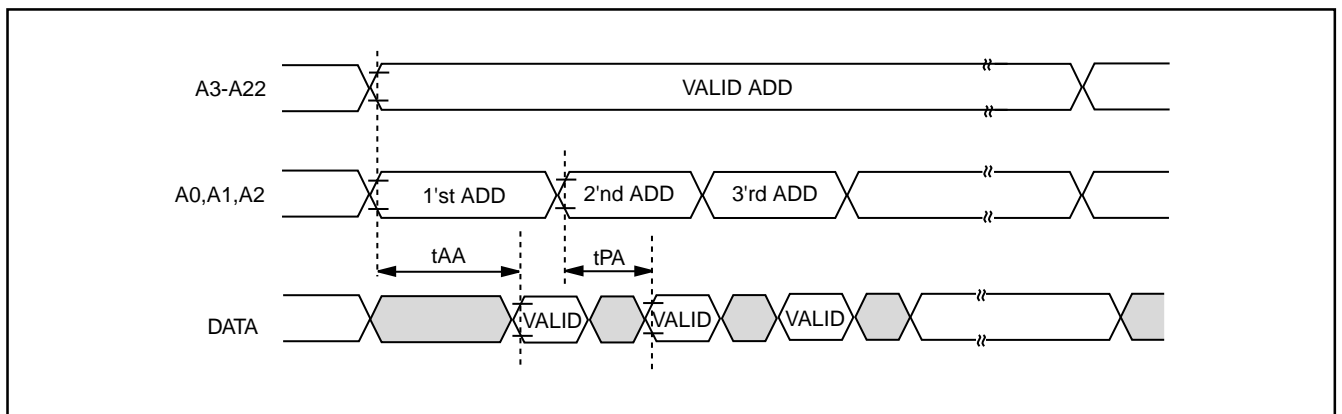 A3-A22
VALID ADD
A0,A1,A2
1'st ADD
2'nd ADD
3'rd ADD
tAA
tPA
DATA
VALID
VALID
VALID